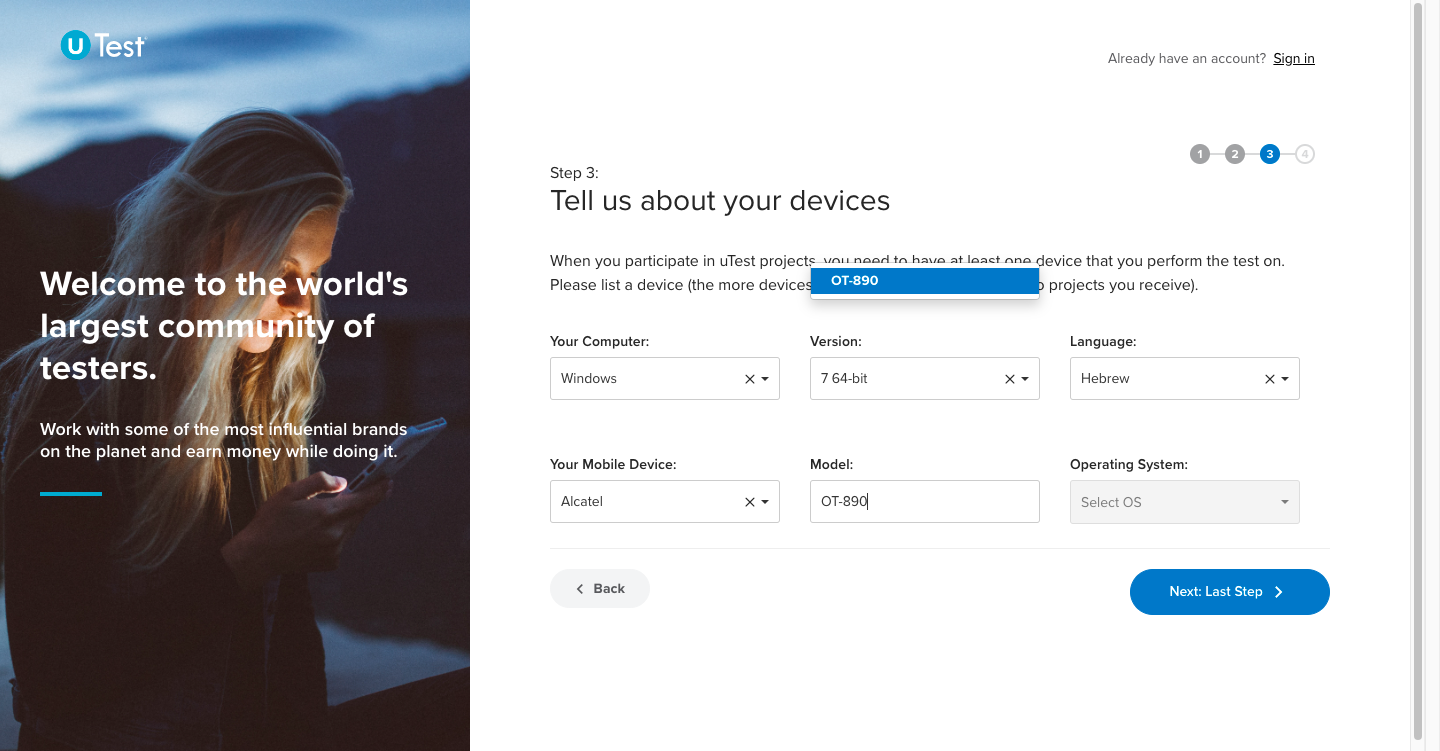 u Test
Already have an account? Sign in
1 2 3 4
Step 3:
Tell us about your devices
When you participate in uTest projects, you need to have at least one device that you perform the test on.
Please list a device (the more devices projects you receive).
OT-890
Your Computer: Version: Language:
Windows 7 64-bit Hebrew
Your Mobile Device: Model: Operating System:
Alcatel OT-890 Select OS
Back Next: Last Step
Welcome to the world's
largest community of
testers.
Work with some of the most influential brands
on the planet and earn money while doing it.